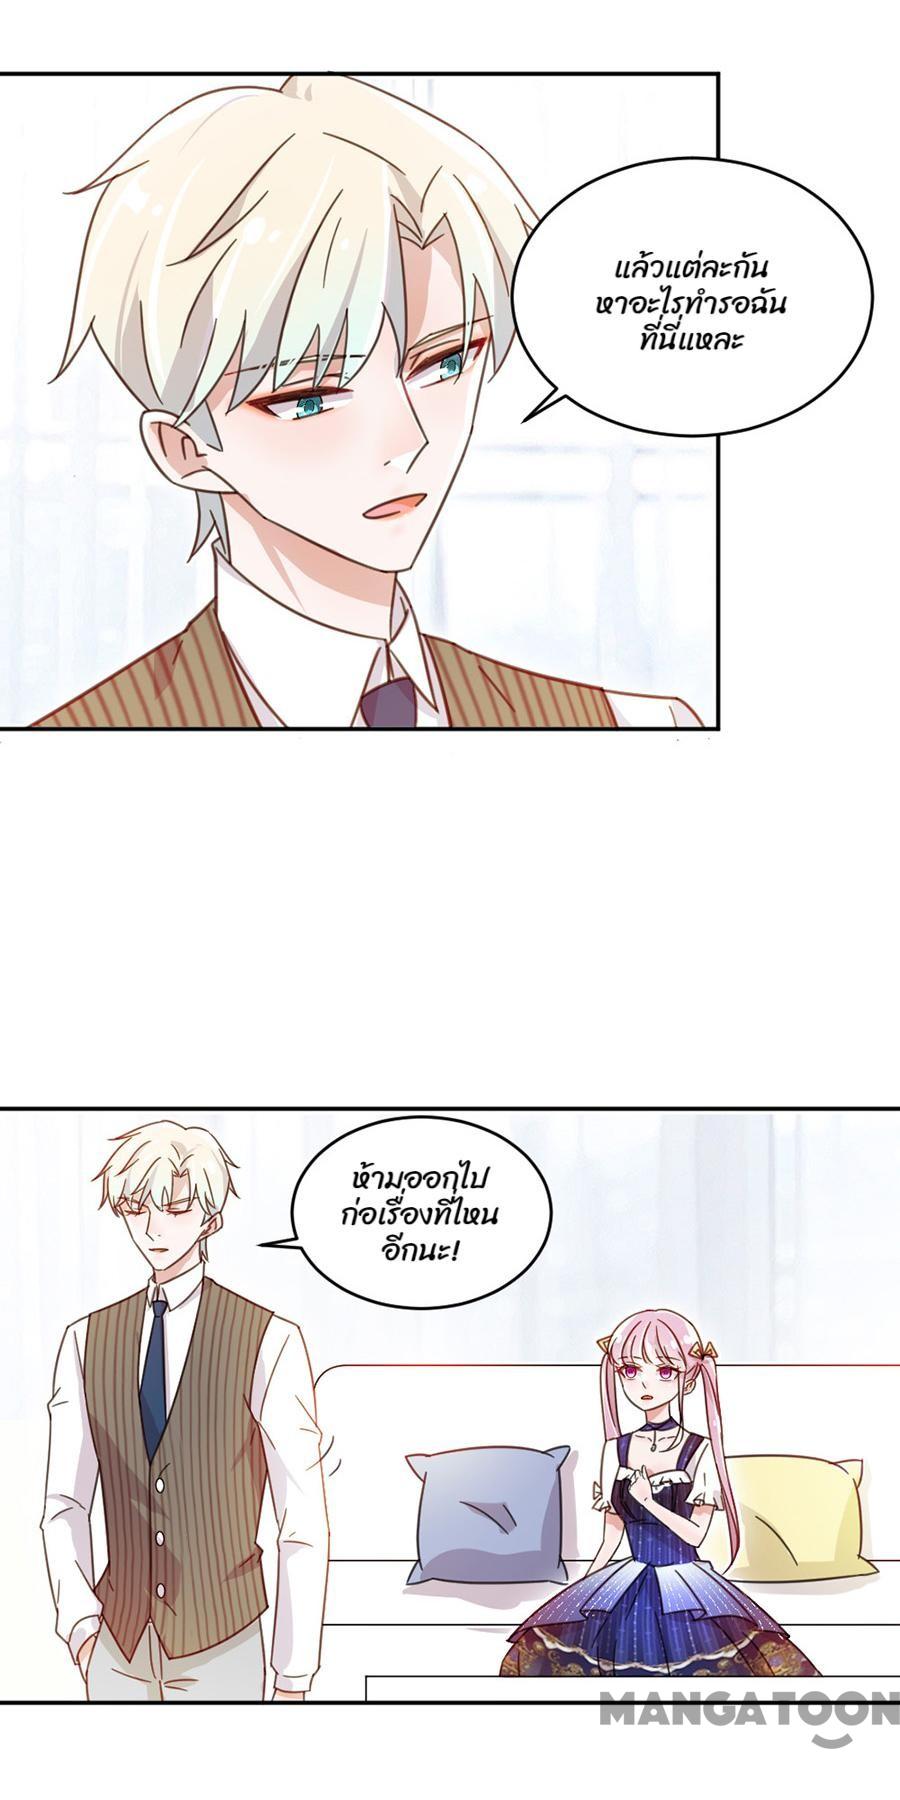 แล้วแต่ละกัน
หาอะไรทำรอฉัน
ที่นี่แหละ
ห้ามออกไป
ก่อเรื่องที่ไหน
อีกนะ!
MANGATOON